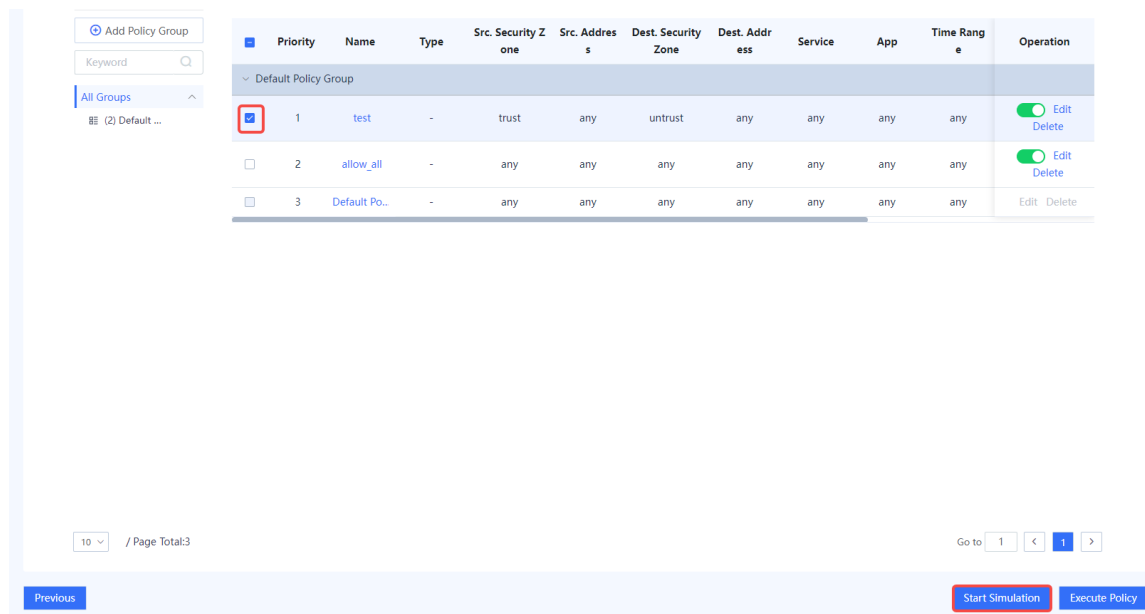 Add Policy Group
Keyword
All Groups
(2) Default ...
Priority Name Type Src. Security Z Src. Addres Dest. Security Dest. Addr Service App Time Rang Operation
one s Zone ess e
Default Policy Group
1 test - trust any untrust any any any any Edit
Delete
2 allow_all - any any any any any any any Edit
Delete
3 Default Po... - any any any any any any any Edit Delete
10 / Page Total:3 Go to 1 < 1 >
Previous Start Simulation Execute Policy